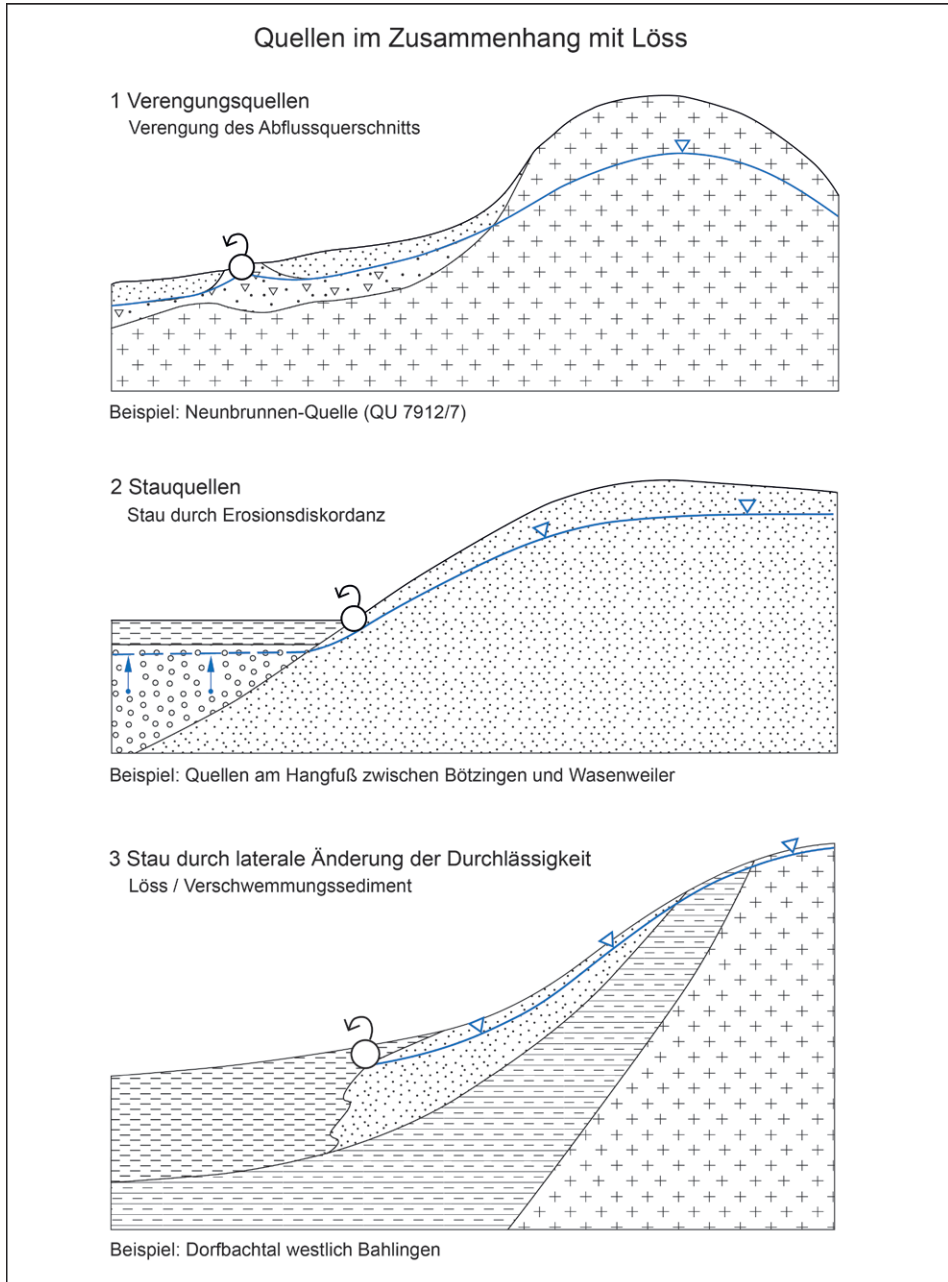 Quellen im Zusammenhang mit Löss
1 Verengungsquellen
Verengung des Abflussquerschnitts
Beispiel: Neunbrunnen-Quelle (QU 7912/7)
2 Stauquellen
Stau durch Erosionsdiskordanz
Beispiel: Quellen am Hangfuß zwischen Bötzingen und Wasenweiler
3 Stau durch laterale Änderung der Durchlässigkeit
Löss / Verschwemmungssediment
Beispiel: Dorfbachtal westlich Bahlingen